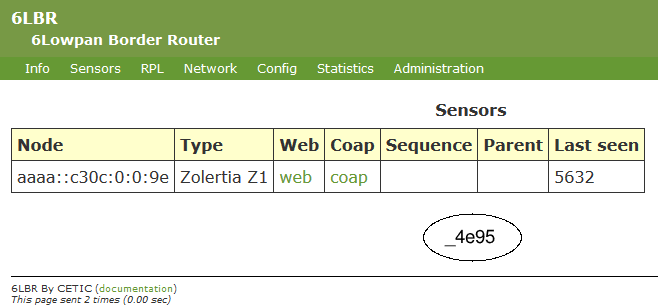 6LBR
6Lowpan Border Router
Info Sensors RPL Network Config Statistics Administration
Sensors
Node Type Web Coap Sequence Parent Last seen
aaaa::c30c:0:0:9e Zolertia Z1 web coap 5632
_4e95
6LBR By CETIC (documentation)
This page sent 2 times (0.00 sec)